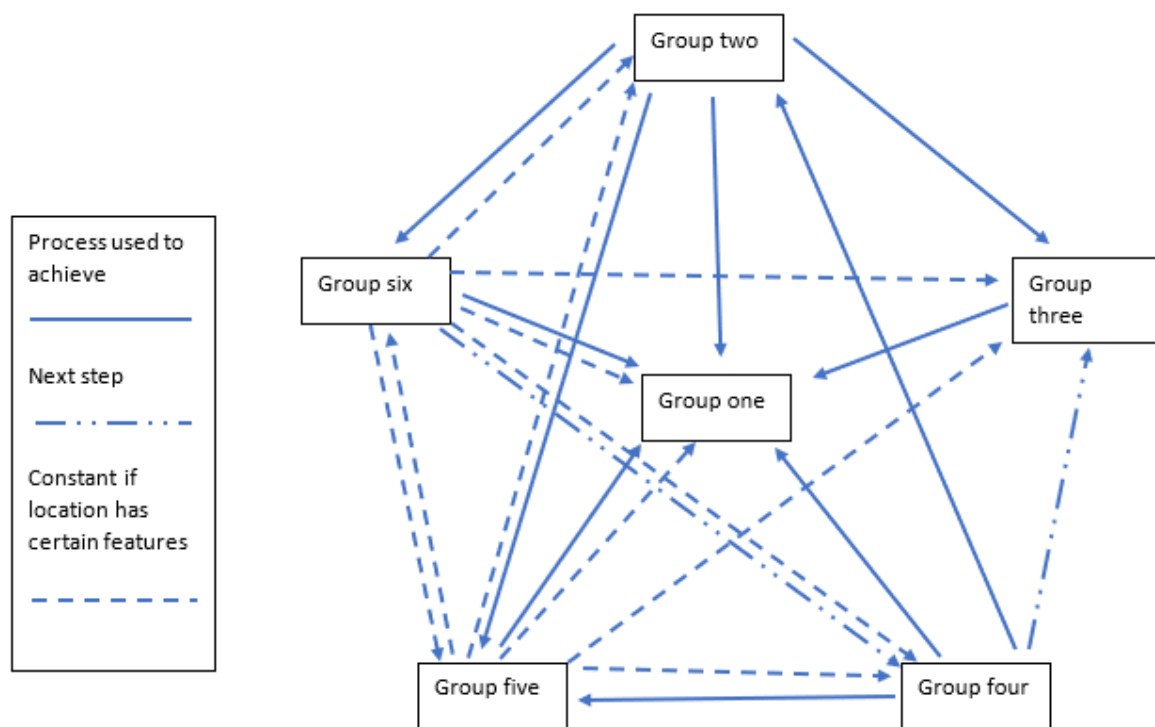 Group two
Process used to
achieve
Next step
Constant if
location has
certain features
Group six
Group
three
Group one
Group five
Group four